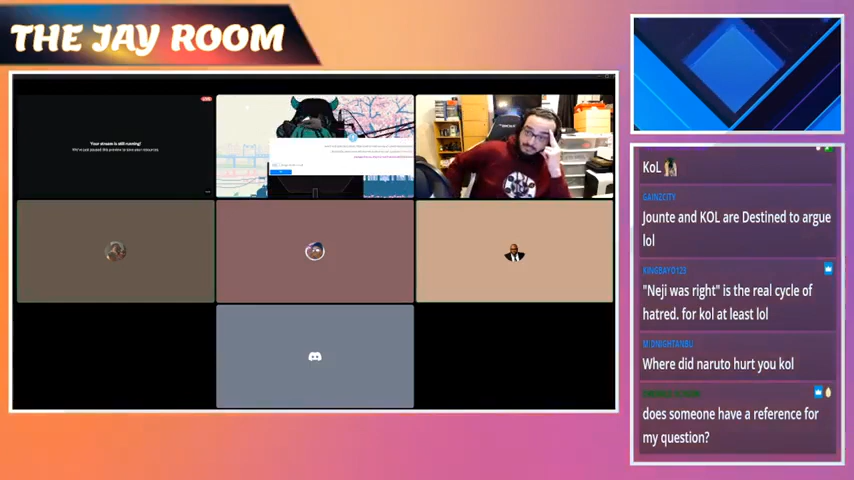 THE JAY ROOM
LIVE
Your stream is still running!
We've just paused this preview to save your resources.
KoL
GAINZCITY
Jounte and KOL are Destined to argue
lol
KINGBAYO123
"Neji was right" is the real cycle of
hatred. for kol at least lol
MIDNIGHTANBU
Where did naruto hurt you kol
does someone have a reference for
my question?